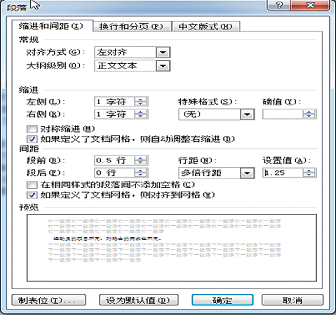 段落
缩进和间距(I) 换行和分页(P) 中文版式(H)
常规
对齐方式(G): 左对齐
大纲级别(O): 正文文本
缩进
左侧(L): 1 字符 特殊格式(S): 磅值(Y):
右侧(R): 1 字符 (无)
对称缩进(M)
如果定义了文档网格，则自动调整右缩进(D)
间距
段前(B): 0.5 行 行距(N): 设置值(A):
段后(F): 0 行 多倍行距 1.25
在相同样式的段落间不添加空格(C)
如果定义了文档网格，则对齐到网格(W)
预览
制表位(T)... 设为默认值(D) 确定 取消